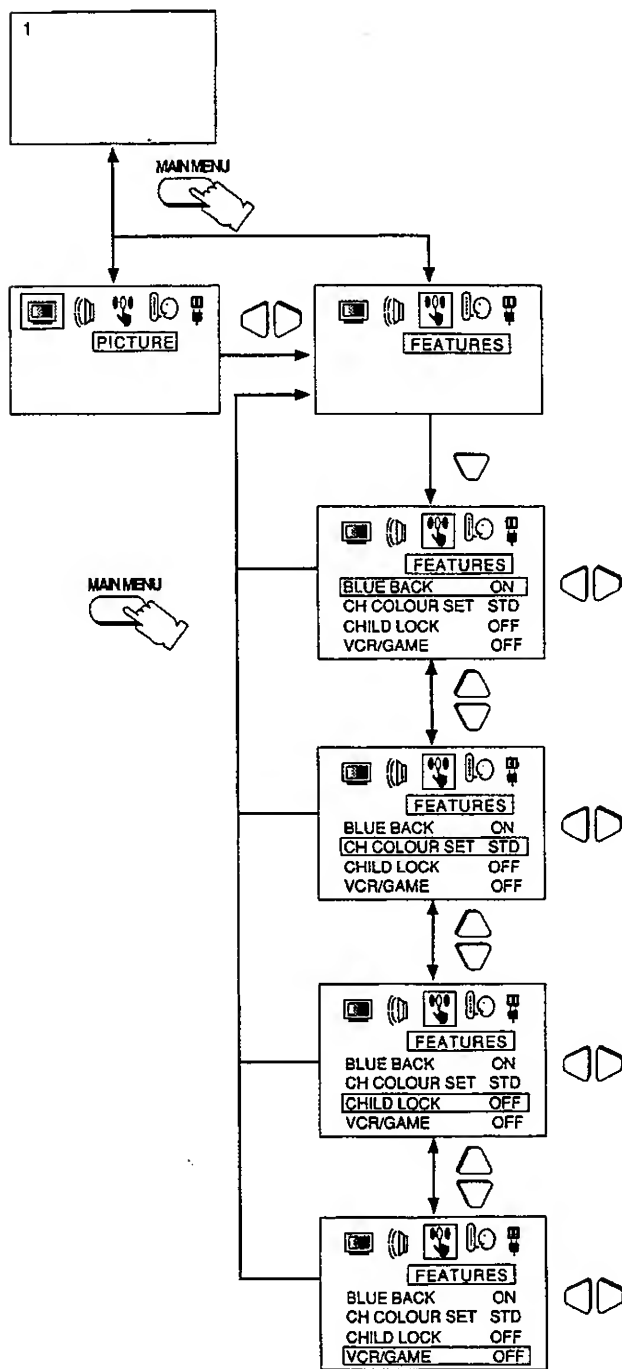 1
MAIN MENU
PICTURE
FEATURES
FEATURES
BLUE BACK ON
CH COLOUR SET STD
CHILD LOCK OFF
VCR/GAME OFF
MAIN MENU
FEATURES
BLUE BACK ON
CH COLOUR SET STD
CHILD LOCK OFF
VCR/GAME OFF
FEATURES
BLUE BACK ON
CH COLOUR SET STD
CHILD LOCK OFF
VCR/GAME OFF
FEATURES
BLUE BACK ON
CH COLOUR SET STD
CHILD LOCK OFF
VCR/GAME OFF